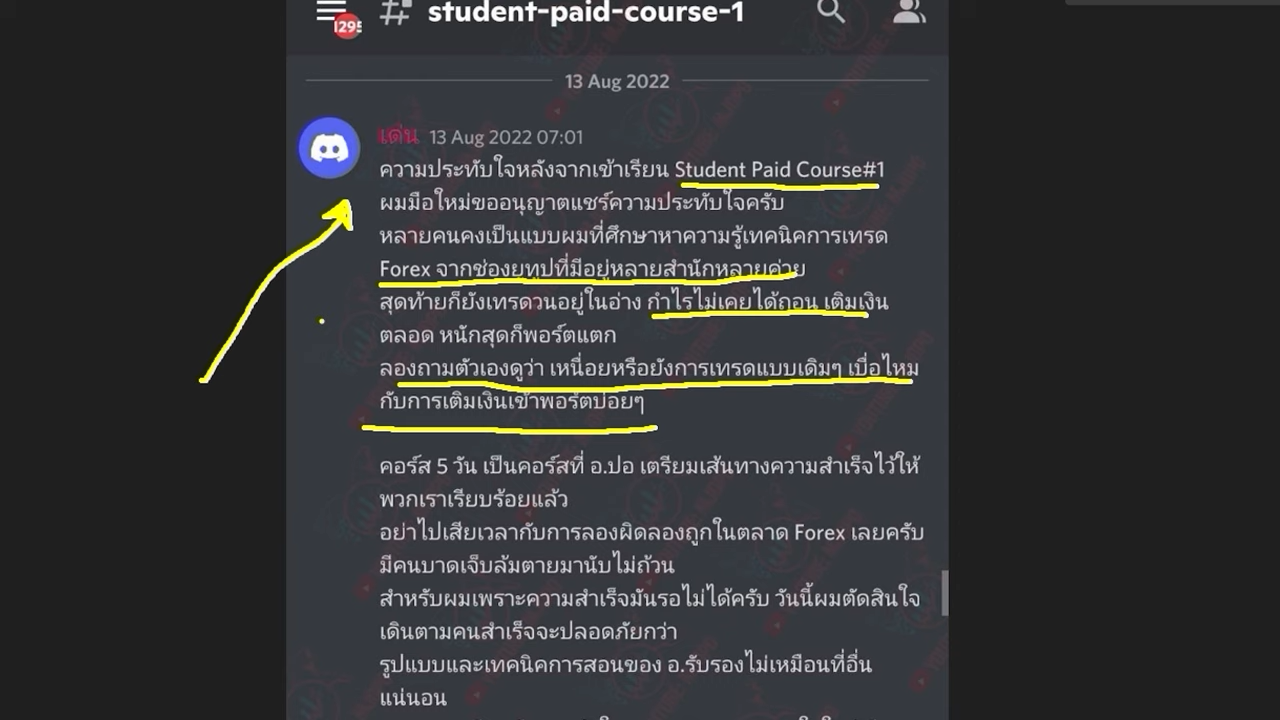 1295
student-paid-course-1
13 Aug 2022
เด่น 13 Aug 2022 07:01
ความประทับใจหลังจากเข้าเรียน Student Paid Course#1
ผมมือใหม่ขออนุญาตแชร์ความประทับใจครับ
หลายคนคงเป็นแบบผมที่ศึกษาหาความรู้เทคนิคการเทรด
Forex จากช่องยูทูปที่มีอยู่หลายสำนักหลายค่าย
สุดท้ายก็ยังเทรดวนอยู่ในอ่าง กำไรไม่เคยได้ถอน เติมเงิน
ตลอด หนักสุดก็พอร์ตแตก
ลองถามตัวเองดูว่า เหนื่อยหรือยังการเทรดแบบเดิมๆ เบื่อไหม
กับการเติมเงินเข้าพอร์ตบ่อยๆ
คอร์ส 5 วัน เป็นคอร์สที่ อ.ปอ เตรียมเส้นทางความสำเร็จไว้ให้
พวกเราเรียบร้อยแล้ว
อย่าไปเสียเวลากับการลองผิดลองถูกในตลาด Forex เลยครับ
มีคนบาดเจ็บล้มตายมานับไม่ถ้วน
สำหรับผมเพราะความสำเร็จมันรอไม่ได้ครับ วันนี้ผมตัดสินใจ
เดินตามคนสำเร็จจะปลอดภัยกว่า
รูปแบบและเทคนิคการสอนของ อ.รับรองไม่เหมือนที่อื่น
แน่นอน